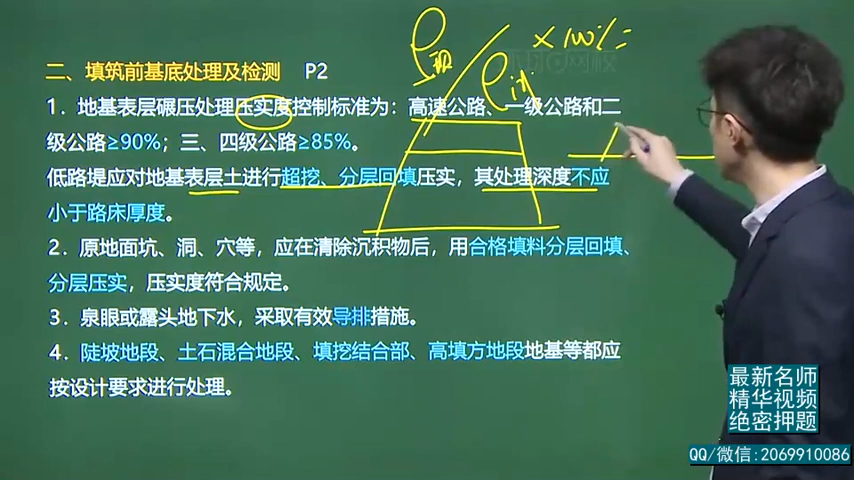 二、填筑前基底处理及检测 P2
1．地基表层碾压处理压实度控制标准为：高速公路、一级公路和二
级公路≥90%；三、四级公路≥85%。
低路堤应对地基表层土进行超挖、分层回填压实，其处理深度不应
小于路床厚度。
2．原地面坑、洞、穴等，应在清除沉积物后，用合格填料分层回填、
分层压实，压实度符合规定。
3．泉眼或露头地下水，采取有效导排措施。
4．陡坡地段、土石混合地段、填挖结合部、高填方地段地基等都应
按设计要求进行处理。
×100%=
最新名师
精华视频
绝密押题
QQ/微信:2069910086